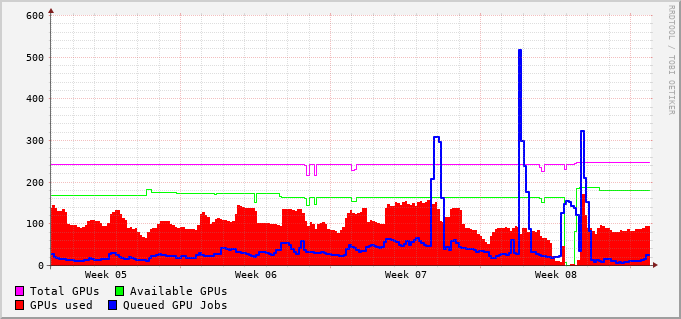 600
500
400
300
200
100
0
Week 05 Week 06 Week 07 Week 08
Total GPUs Available GPUs
GPUs used Queued GPU Jobs
RRDTOOL / TOBI OETIKER